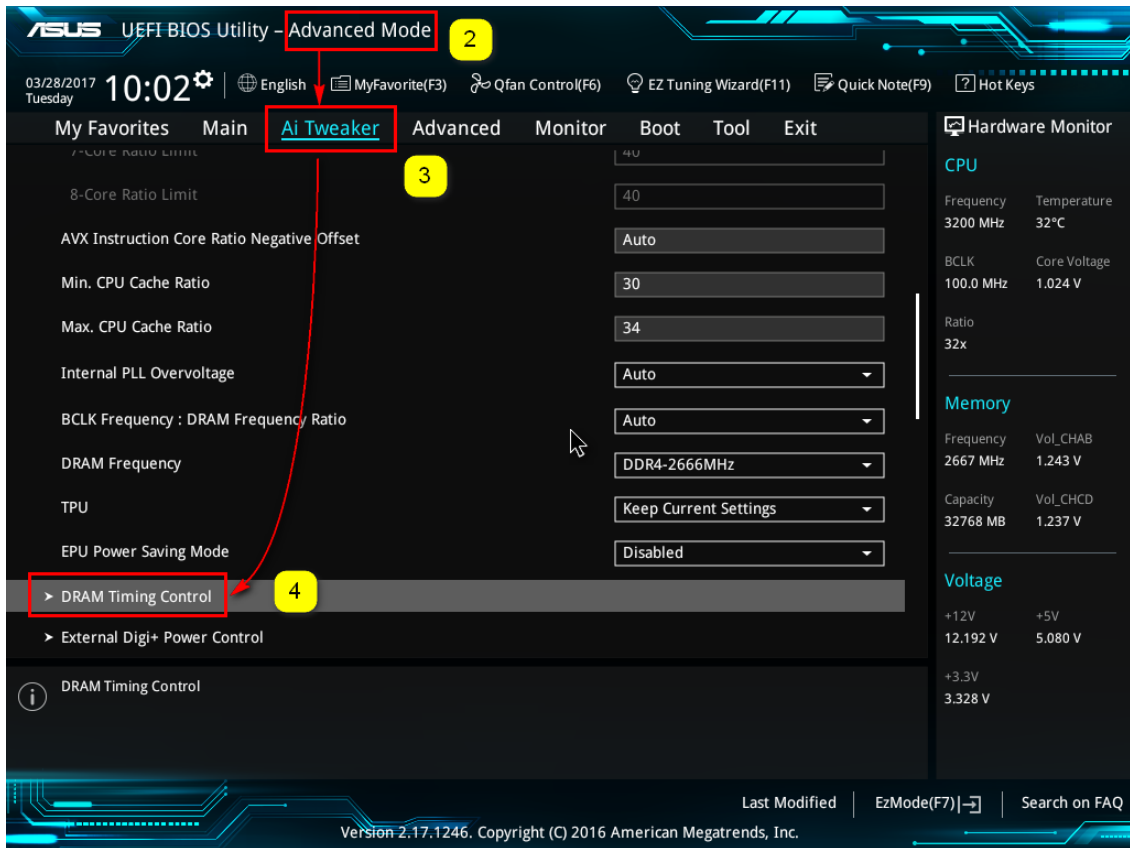 ASUS UEFI BIOS Utility – Advanced Mode
2
03/28/2017
Tuesday
10:02
English
MyFavorite(F3)
Qfan Control(F6)
EZ Tuning Wizard(F11)
Quick Note(F9)
? Hot Keys
My Favorites
Main
Ai Tweaker
Advanced
Monitor
Boot
Tool
Exit
3
7-Core Ratio Limit 40
8-Core Ratio Limit 40
AVX Instruction Core Ratio Negative Offset Auto
Min. CPU Cache Ratio 30
Max. CPU Cache Ratio 34
Internal PLL Overvoltage Auto
BCLK Frequency : DRAM Frequency Ratio Auto
DRAM Frequency DDR4-2666MHz
TPU Keep Current Settings
EPU Power Saving Mode Disabled
> DRAM Timing Control
4
> External Digi+ Power Control
i DRAM Timing Control
Hardware Monitor
CPU
Frequency Temperature
3200 MHz 32°C
BCLK Core Voltage
100.0 MHz 1.024 V
Ratio
32x
Memory
Frequency Vol_CHAB
2667 MHz 1.243 V
Capacity Vol_CHCD
32768 MB 1.237 V
Voltage
+12V +5V
12.192 V 5.080 V
+3.3V
3.328 V
Last Modified
EzMode(F7)
Search on FAQ
Version 2.17.1246. Copyright (C) 2016 American Megatrends, Inc.